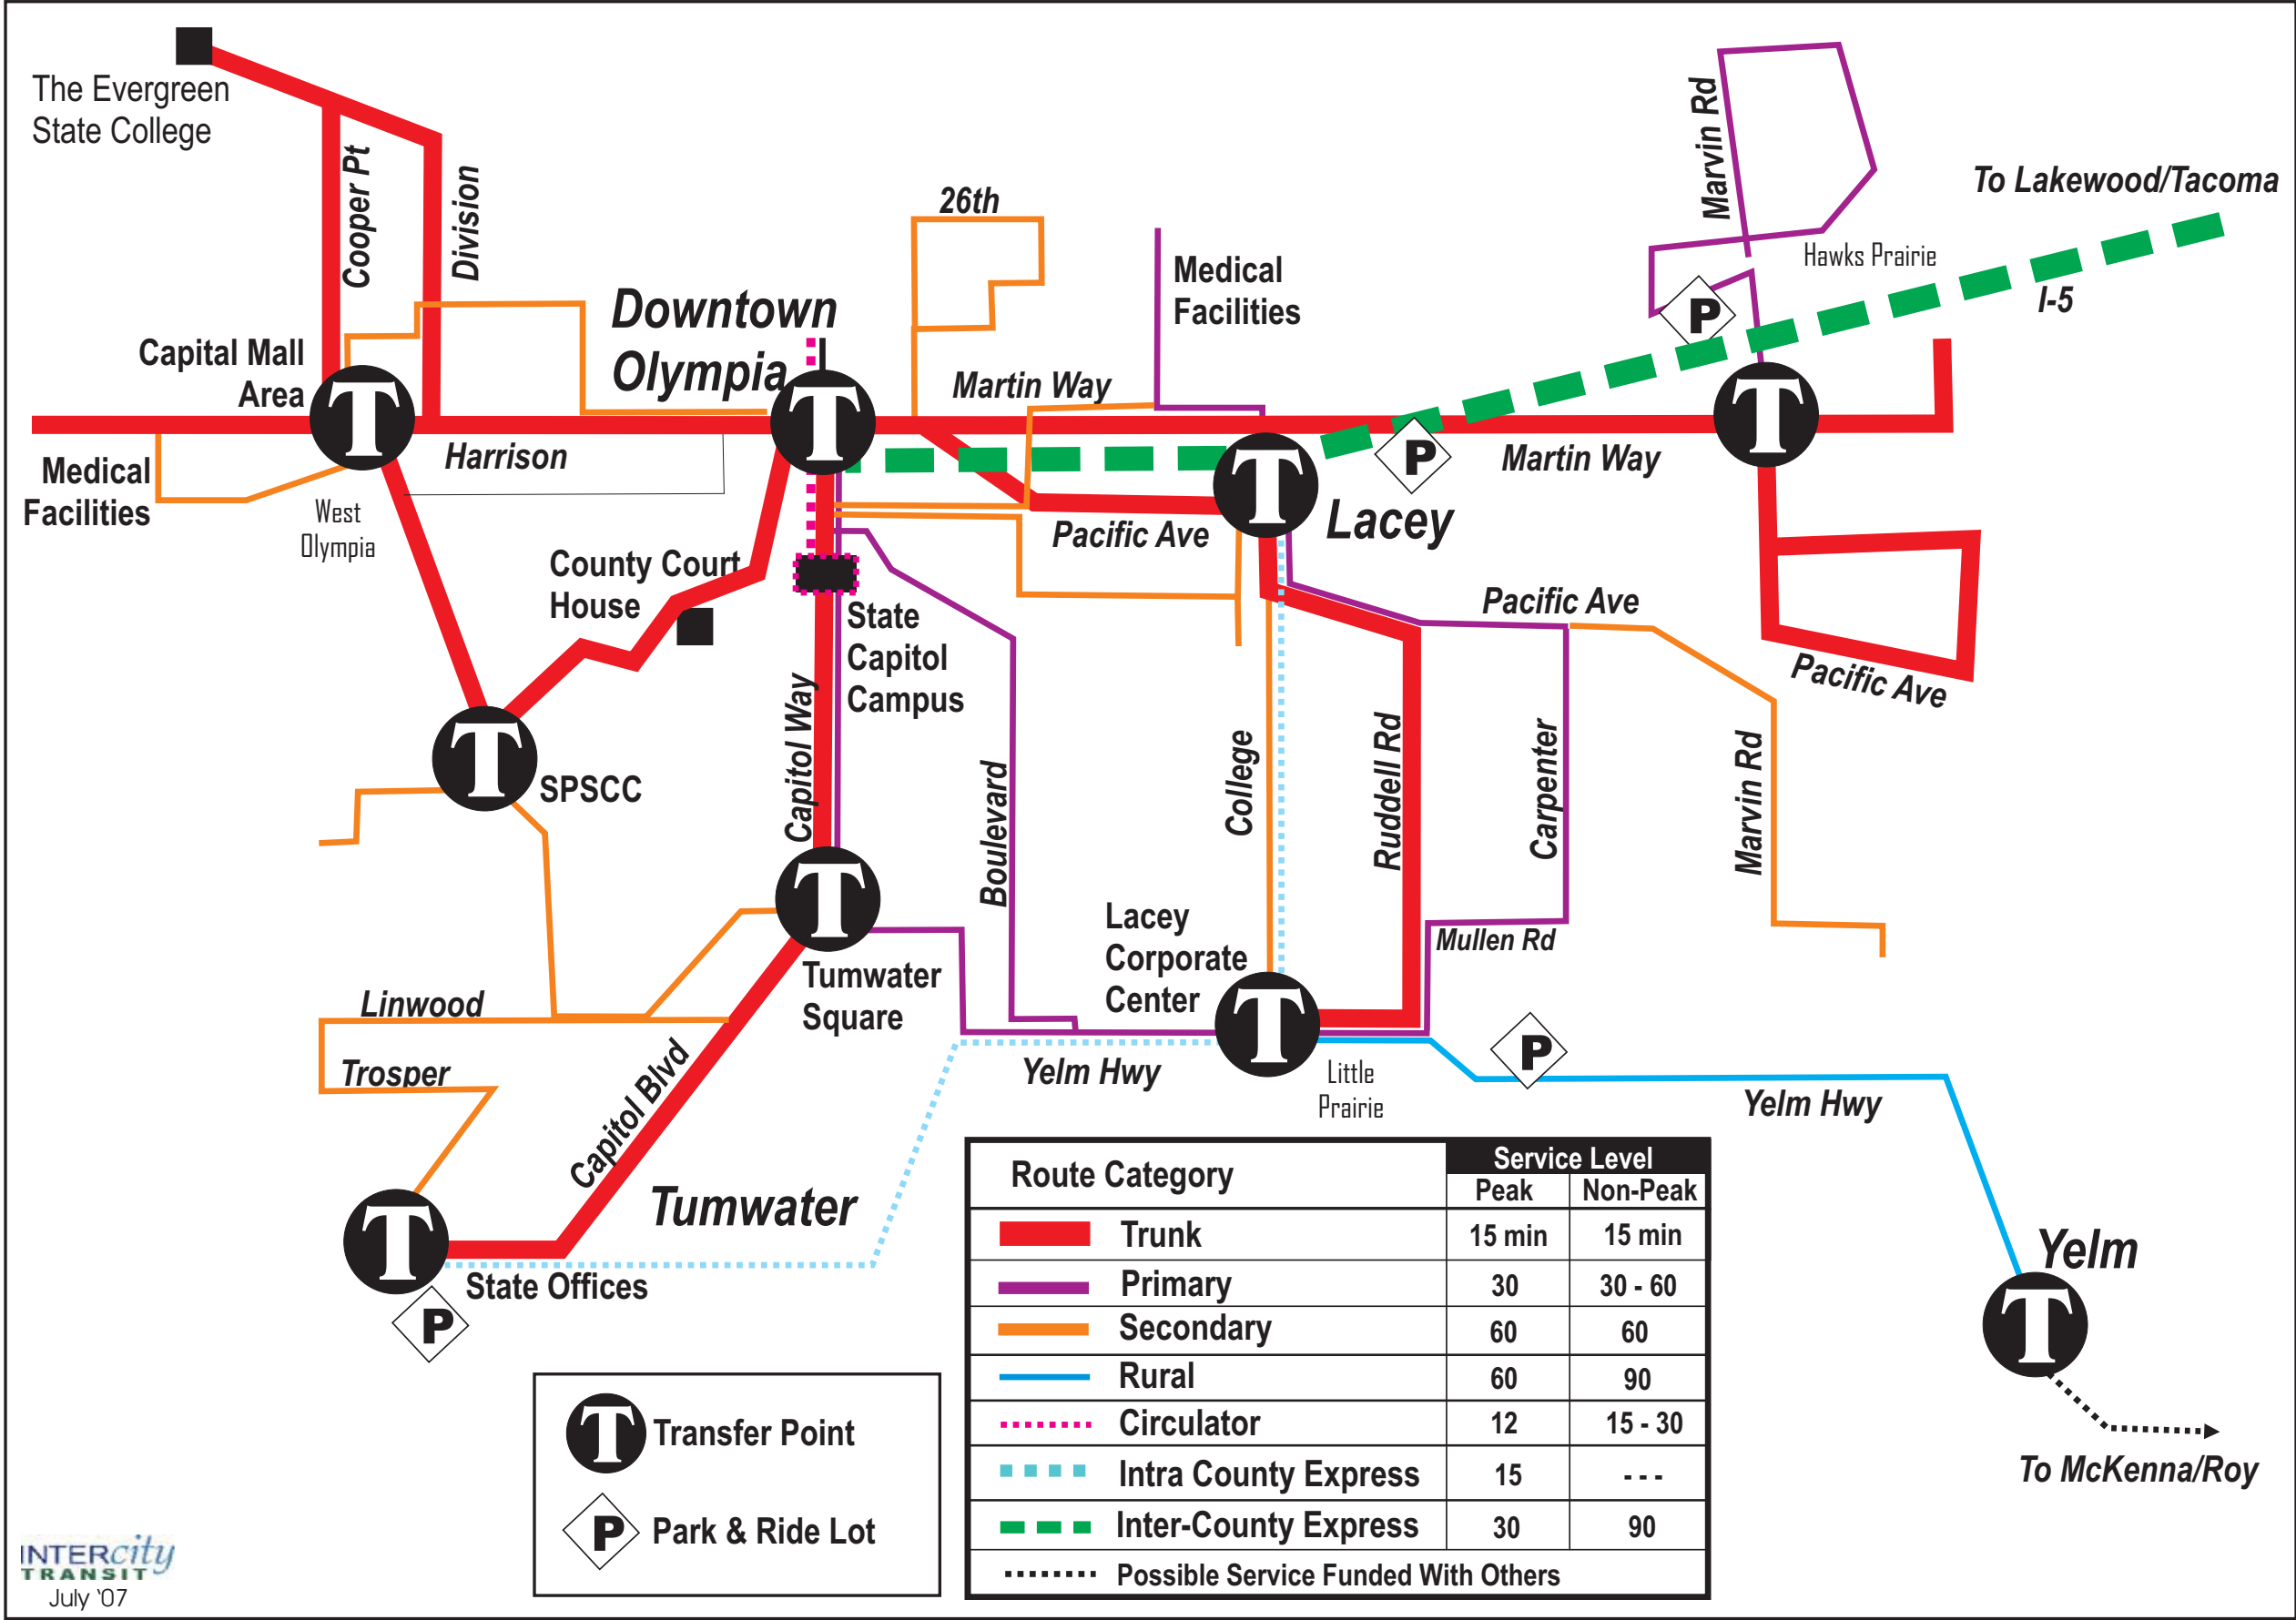 The Evergreen
State College
Cooper Pt
Division
26th
Medical
Facilities
Marvin Rd
To Lakewood/Tacoma
Hawks Prairie
I-5
P
Downtown
Olympia
Capital Mall
Area
T
T
Martin Way
T
Harrison
Medical
Facilities
West
Olympia
T
P
Martin Way
Lacey
Pacific Ave
County Court
House
State
Capitol
Campus
Pacific Ave
Pacific Ave
T
SPSCC
Capitol Way
Boulevard
College
Ruddell Rd
Carpenter
Marvin Rd
T
Tumwater
Square
Lacey
Corporate
Center
Mullen Rd
Linwood
Trosper
Capitol Blvd
T
Yelm Hwy
Little
Prairie
P
Yelm Hwy
Tumwater
T
State Offices
P
Yelm
T
To McKenna/Roy
Route Category
Service Level
Peak Non-Peak
Trunk 15 min 15 min
Primary 30 30 - 60
Secondary 60 60
Rural 60 90
Circulator 12 15 - 30
Intra County Express 15 - - -
Inter-County Express 30 90
Possible Service Funded With Others
T Transfer Point
P Park & Ride Lot
INTERcity
TRANSIT
July '07